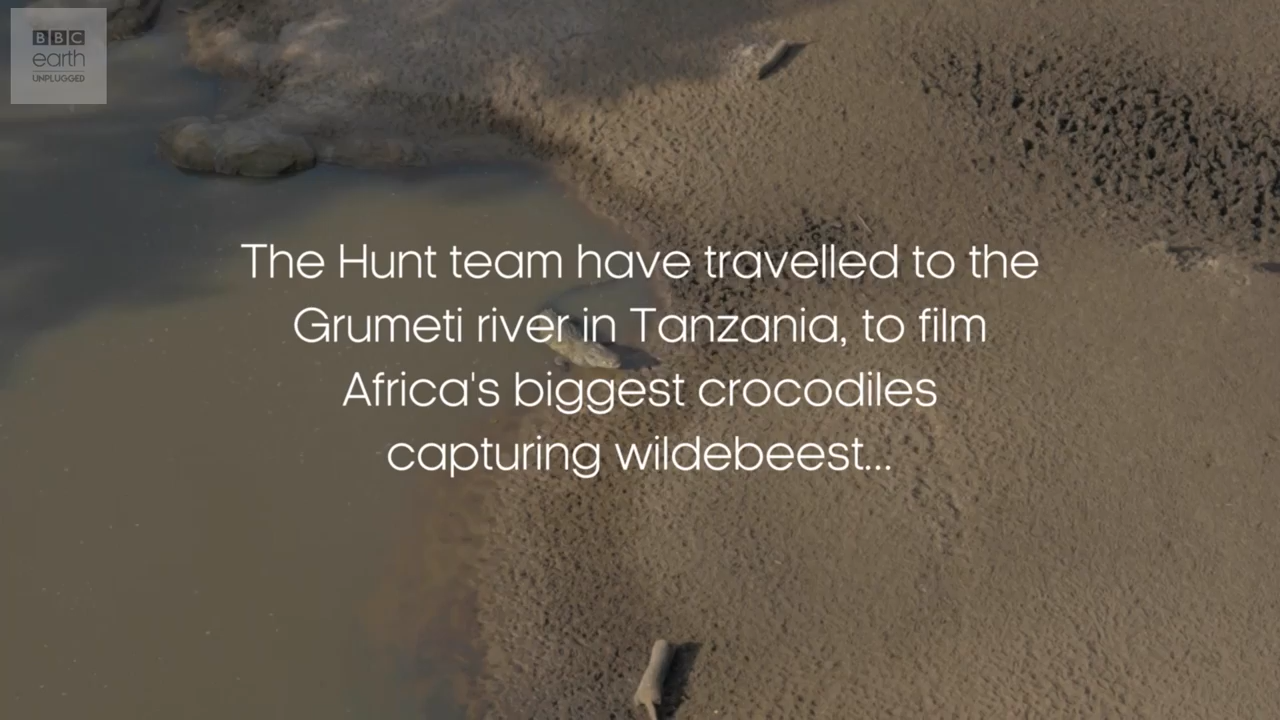 BBC
earth
UNPLUGGED
The Hunt team have travelled to the
Grumeti river in Tanzania, to film
Africa's biggest crocodiles
capturing wildebeest...